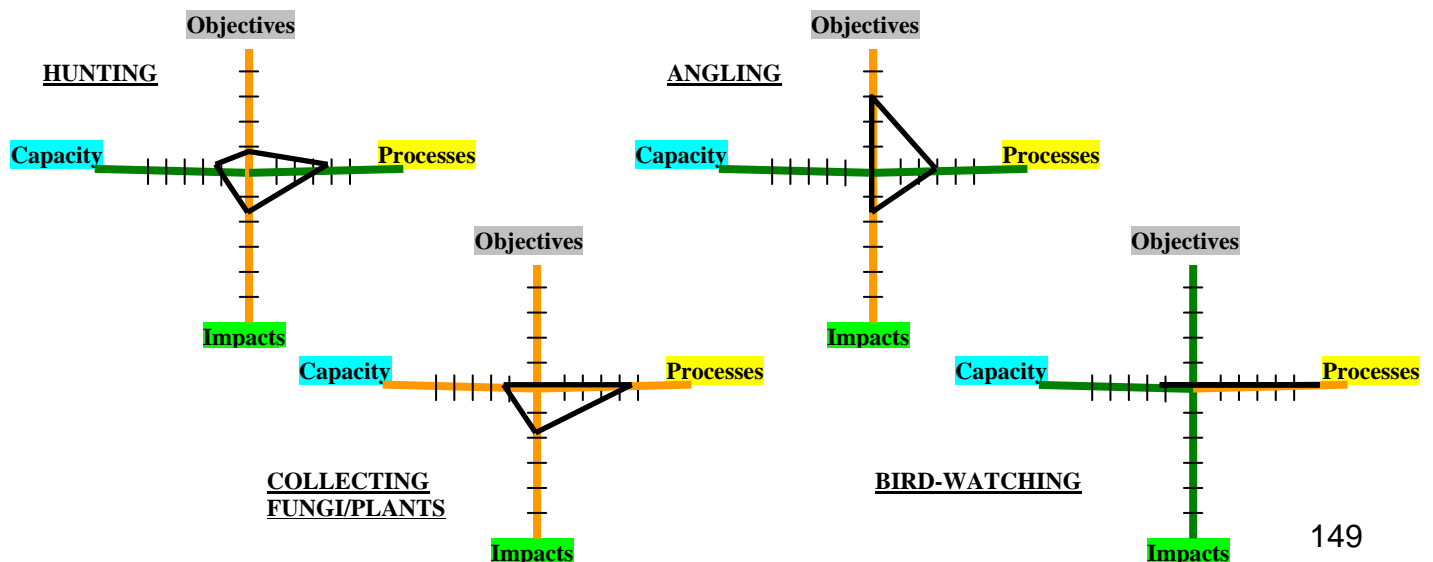 Objectives
HUNTING
Capacity
Processes
Impacts
Objectives
ANGLING
Capacity
Processes
Impacts
Objectives
Capacity
Processes
COLLECTING
FUNGI/PLANTS
Impacts
Objectives
Capacity
Processes
BIRD-WATCHING
Impacts
149